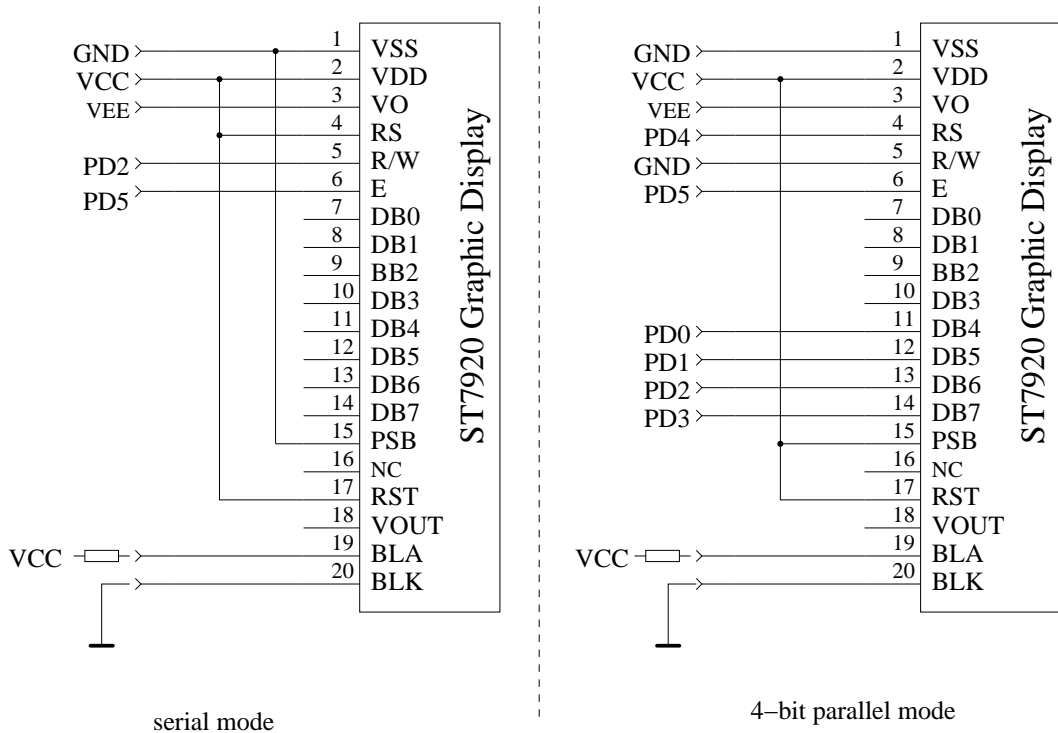 GND 1 VSS
VCC 2 VDD
VEE 3 VO
4 RS
PD2 5 R/W
PD5 6 E
7 DB0
8 DB1
9 BB2
10 DB3
11 DB4
12 DB5
13 DB6
14 DB7
15 PSB
16 NC
17 RST
18 VOUT
VCC 19 BLA
20 BLK
ST7920 Graphic Display
serial mode
GND 1 VSS
VCC 2 VDD
VEE 3 VO
PD4 4 RS
GND 5 R/W
PD5 6 E
7 DB0
8 DB1
9 BB2
10 DB3
PD0 11 DB4
PD1 12 DB5
PD2 13 DB6
PD3 14 DB7
15 PSB
16 NC
17 RST
18 VOUT
VCC 19 BLA
20 BLK
ST7920 Graphic Display
4−bit parallel mode